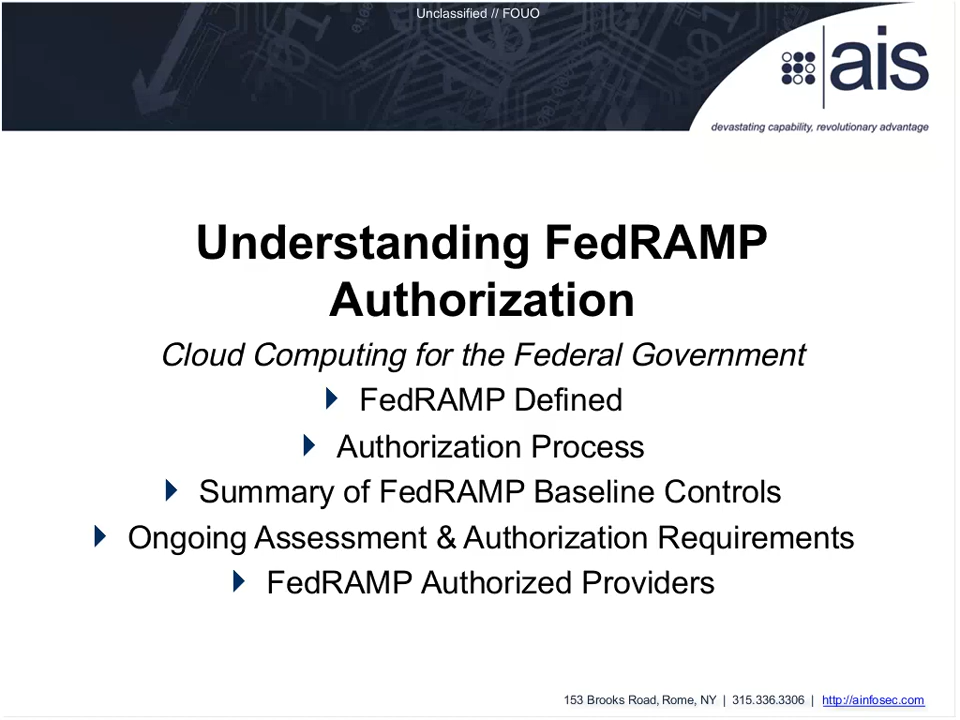 Unclassified // FOUO
ais
devastating capability, revolutionary advantage
Understanding FedRAMP
Authorization
Cloud Computing for the Federal Government
FedRAMP Defined
Authorization Process
Summary of FedRAMP Baseline Controls
Ongoing Assessment & Authorization Requirements
FedRAMP Authorized Providers
153 Brooks Road, Rome, NY | 315.336.3306 | http://ainfosec.com